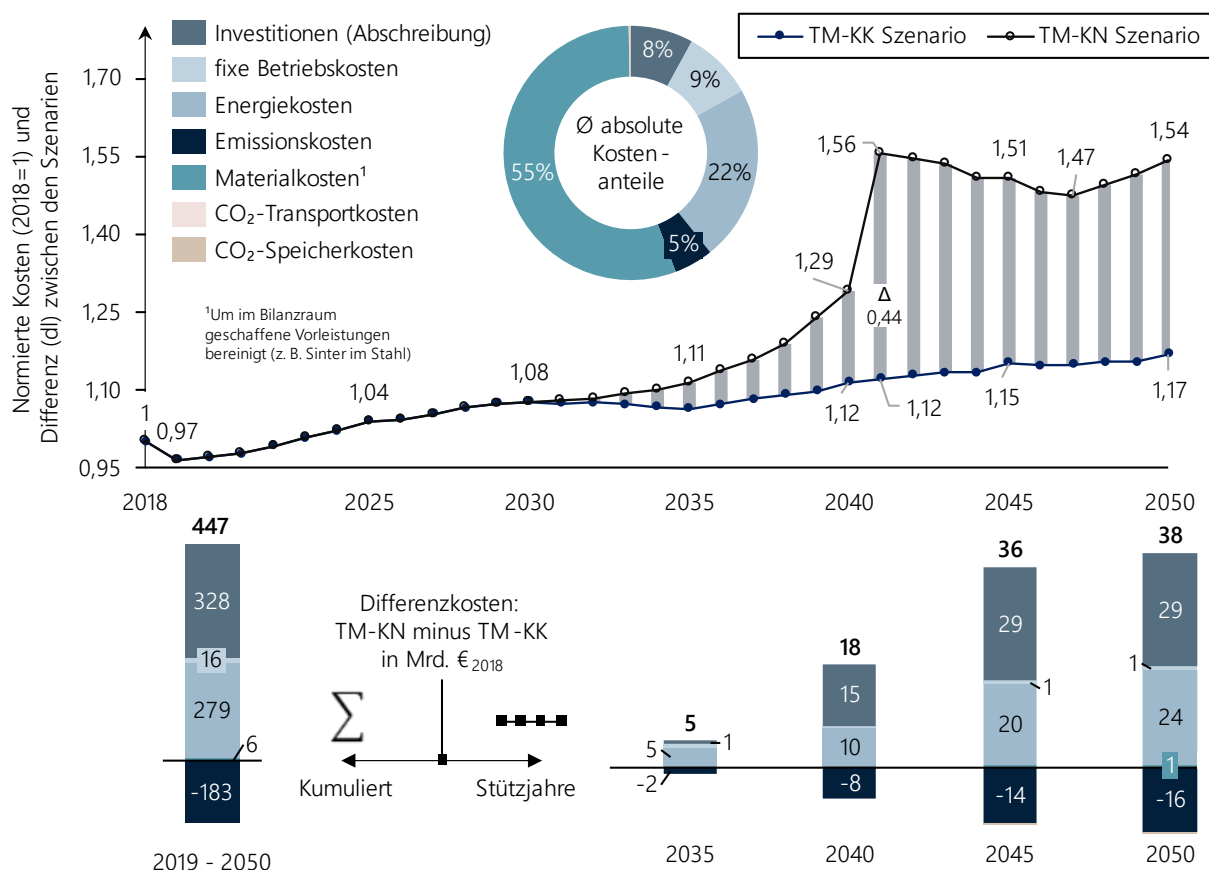 Normierte Kosten (2018=1) und
Differenz (dl) zwischen den Szenarien
1,70
1,55
1,40
1,25
1,10
0,95
Investitionen (Abschreibung)
fixe Betriebskosten
Energiekosten
Emissionskosten
Materialkosten¹
CO₂-Transportkosten
CO₂-Speicherkosten
¹Um im Bilanzraum
geschaffene Vorleistungen
bereinigt (z. B. Sinter im Stahl)
8%
9%
22%
5%
55%
Ø absolute
Kosten-
anteile
TM-KK Szenario
TM-KN Szenario
1
0,97
1,04
1,08
1,11
1,29
1,56
1,51
1,47
1,54
Δ
0,44
1,12
1,12
1,15
1,17
2018
2025
2030
2035
2040
2045
2050
447
328
16
279
6
-183
2019 - 2050
Differenzkosten:
TM-KN minus TM-KK
in Mrd. €₂₀₁₈
∑
Kumuliert
Stützjahre
5
1
5
-2
2035
18
15
10
-8
2040
36
29
1
20
-14
2045
38
29
1
24
1
-16
2050